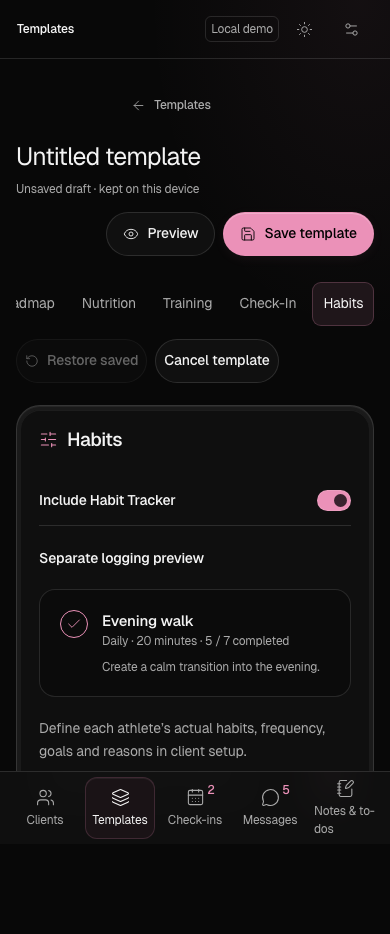 Templates
Local demo
Templates
Untitled template
Unsaved draft · kept on this device
Preview
Save template
admap
Nutrition
Training
Check-In
Habits
Restore saved
Cancel template
Habits
Include Habit Tracker
Separate logging preview
Evening walk
Daily · 20 minutes · 5 / 7 completed
Create a calm transition into the evening.
Define each athlete's actual habits, frequency,
goals and reasons in client setup.
2
5
Clients
Templates
Check-ins
Messages
Notes & to-
dos